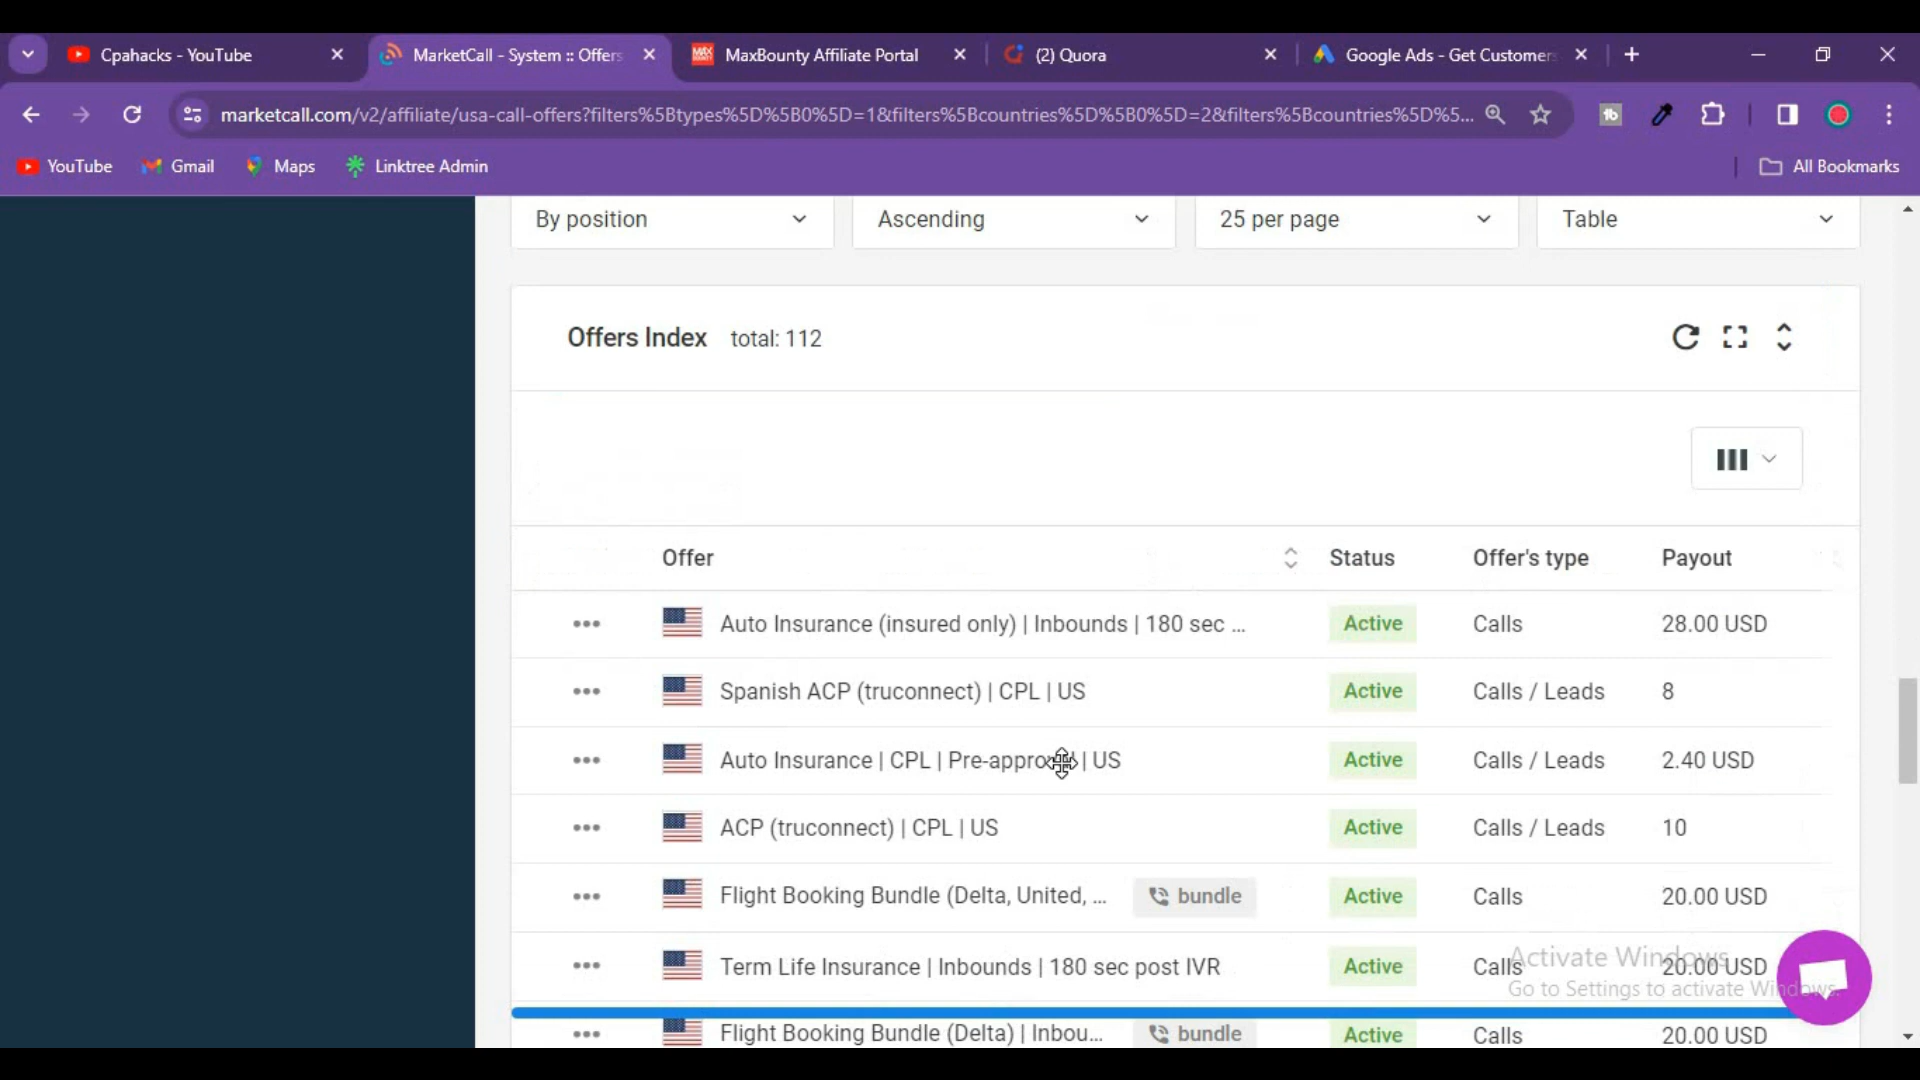 Cpahacks - YouTube
MarketCall - System :: Offers
MaxBounty Affiliate Portal
(2) Quora
Google Ads - Get Customers
marketcall.com/v2/affiliate/usa-call-offers?filters%5Btypes%5D%5B0%5D=1&filters%5Bcountries%5D%5B0%5D=2&filters%5Bcountries%5D%5...
YouTube
Gmail
Maps
Linktree Admin
All Bookmarks
By position
Ascending
25 per page
Table
Offers Index total: 112
Offer Status Offer's type Payout
Auto Insurance (insured only) | Inbounds | 180 sec ... Active Calls 28.00 USD
Spanish ACP (truconnect) | CPL | US Active Calls / Leads 8
Auto Insurance | CPL | Pre-approval | US Active Calls / Leads 2.40 USD
ACP (truconnect) | CPL | US Active Calls / Leads 10
Flight Booking Bundle (Delta, United, ... bundle Active Calls 20.00 USD
Term Life Insurance | Inbounds | 180 sec post IVR Active Calls 20.00 USD
Activate Windows
Go to Settings to activate Windows.
Flight Booking Bundle (Delta) | Inbou... bundle Active Calls 20.00 USD